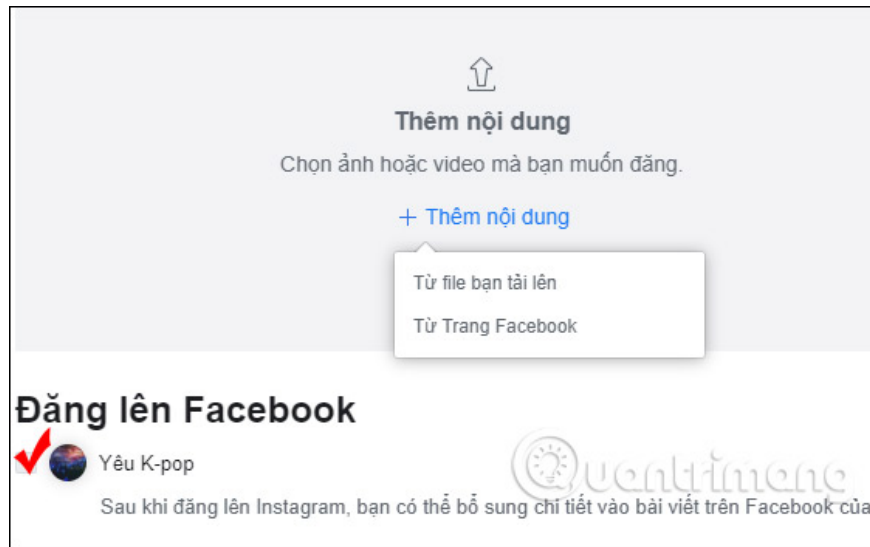 Thêm nội dung
Chọn ảnh hoặc video mà bạn muốn đăng.
+ Thêm nội dung
Từ file bạn tải lên
Từ Trang Facebook
Đăng lên Facebook
Yêu K-pop
Quantrimang
Sau khi đăng lên Instagram, bạn có thể bổ sung chi tiết vào bài viết trên Facebook của